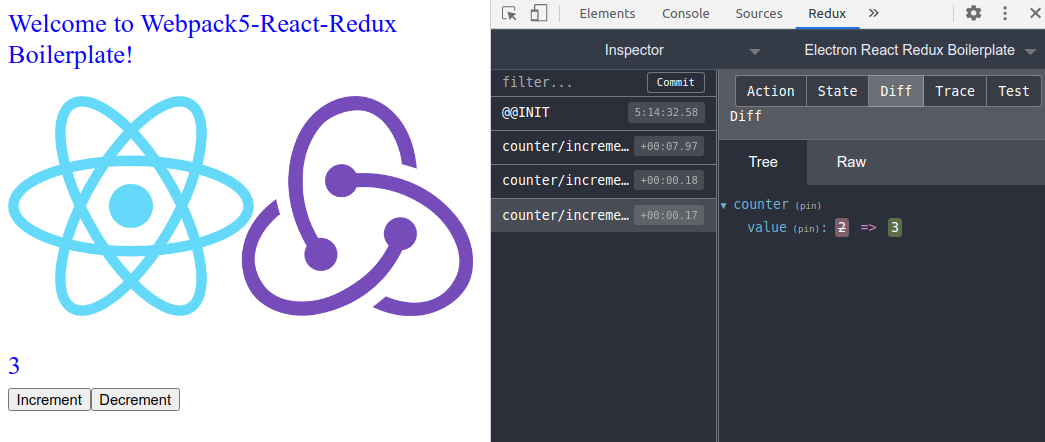 Welcome to Webpack5-React-Redux
Boilerplate!
3
Increment Decrement
Elements Console Sources Redux »
Inspector Electron React Redux Boilerplate
filter... Commit
@@INIT 5:14:32.58
counter/increme… +00:07.97
counter/increme… +00:00.18
counter/increme… +00:00.17
Action State Diff Trace Test
Diff
Tree Raw
counter (pin)
value (pin): 2 => 3